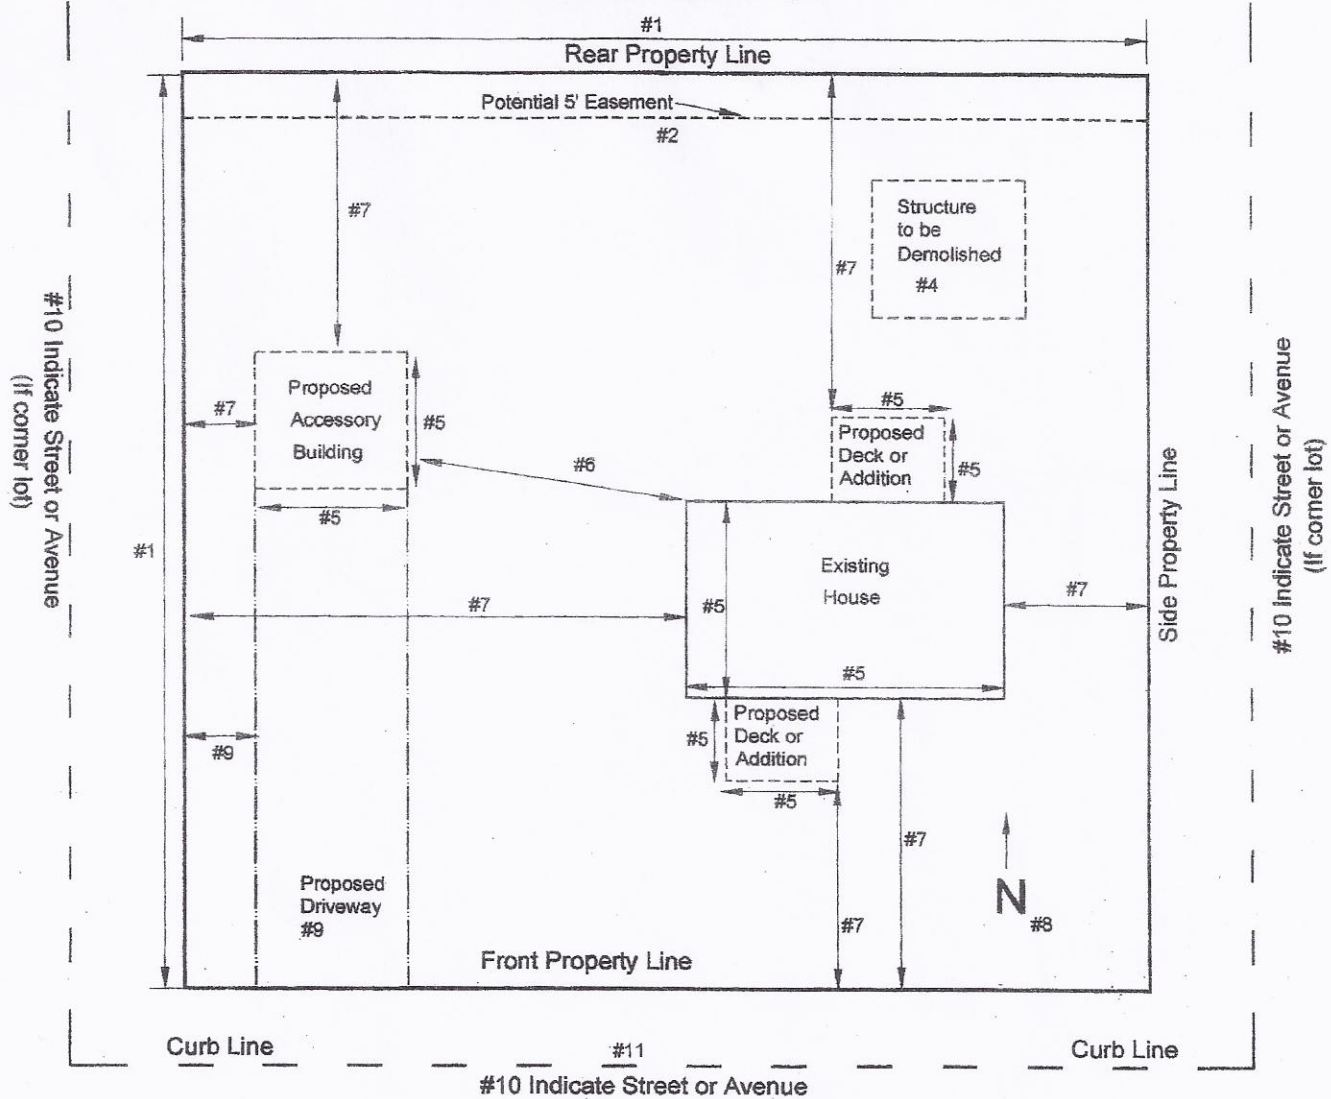 #1
Rear Property Line
Potential 5' Easement
#2
#7
Structure
to be
Demolished
#4
#7
#10 Indicate Street or Avenue
(If corner lot)
#7
Proposed
Accessory
Building
#5
#5
#6
#5
Proposed
Deck or
Addition
#5
Side Property Line
#10 Indicate Street or Avenue
(If corner lot)
#1
Existing
House
#7
#5
#7
#5
#9
Proposed
Deck or
Addition
#5
#5
#7
Proposed
Driveway
#9
#7
N
#8
Front Property Line
Curb Line
#11
Curb Line
#10 Indicate Street or Avenue